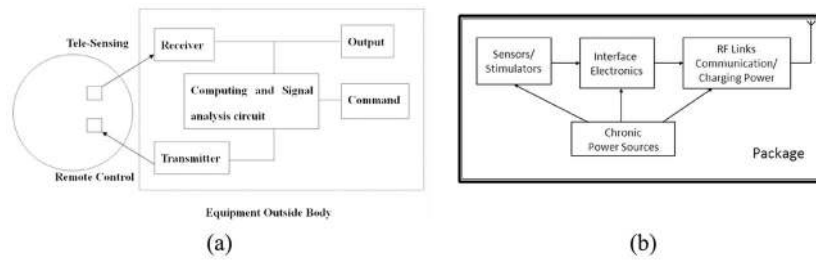 Tele-Sensing
Receiver
Output
Computing and Signal
analysis circuit
Command
Transmitter
Remote Control
Equipment Outside Body
(a)
Sensors/
Stimulators
Interface
Electronics
RF Links
Communication/
Charging Power
Chronic
Power Sources
Package
(b)